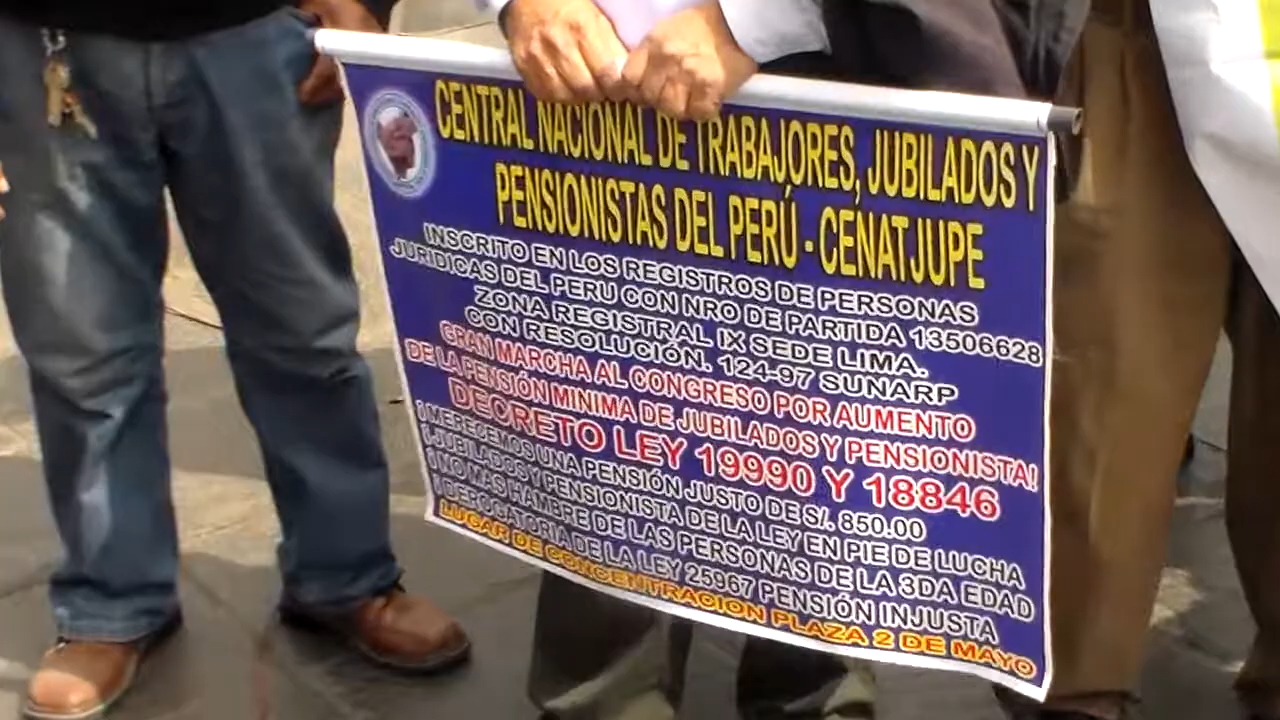 CENTRAL NACIONAL DE TRABAJORES, JUBILADOS Y
PENSIONISTAS DEL PERÚ - CENATJUPE
INSCRITO EN LOS REGISTROS DE PERSONAS
JURIDICAS DEL PERU CON NRO DE PARTIDA 13506628
ZONA REGISTRAL IX SEDE LIMA.
CON RESOLUCIÓN. 124-97 SUNARP
GRAN MARCHA AL CONGRESO POR AUMENTO
DE LA PENSIÓN MINIMA DE JUBILADOS Y PENSIONISTA!
DECRETO LEY 19990 Y 18846
¡MERECEMOS UNA PENSIÓN JUSTO DE S/. 850.00
¡JUBILADOS Y PENSIONISTA DE LA LEY EN PIE DE LUCHA
¡NO MAS HAMBRE DE LAS PERSONAS DE LA 3DA EDAD
¡DEROGATORIA DE LA LEY 25967 PENSIÓN INJUSTA
LUGAR DE CONCENTRACION PLAZA 2 DE MAYO